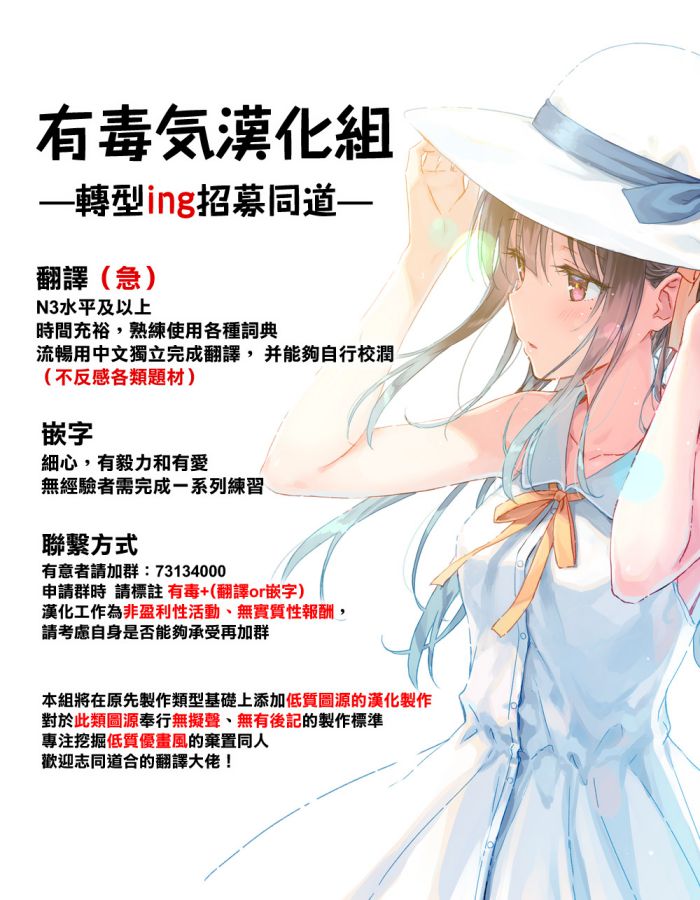 有毒気漢化組
—轉型ing招募同道—
翻譯（急）
N3水平及以上
時間充裕，熟練使用各種詞典
流暢用中文獨立完成翻譯， 并能夠自行校潤
（不反感各類題材）
嵌字
細心，有毅力和有愛
無經驗者需完成一系列練習
聯繫方式
有意者請加群：73134000
申請群時 請標註 有毒+(翻譯or嵌字)
漢化工作為非盈利性活動、無實質性報酬，
請考慮自身是否能夠承受再加群
本組將在原先製作類型基礎上添加低質圖源的漢化製作
對於此類圖源奉行無擬聲、無有後記的製作標準
專注挖掘低質優畫風的棄置同人
歡迎志同道合的翻譯大佬！